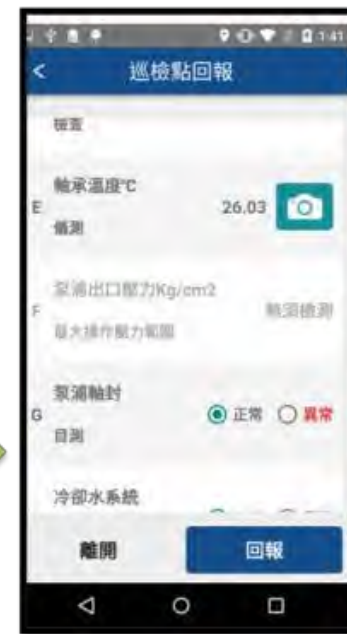 1:41
巡檢點回報
檢查
軸承溫度°C
E
26.03
儀測
泵浦出口壓力Kg/cm2
F
無須檢測
最大操作壓力範圍
泵浦軸封
G
正常
異常
目測
冷卻水系統
離開
回報